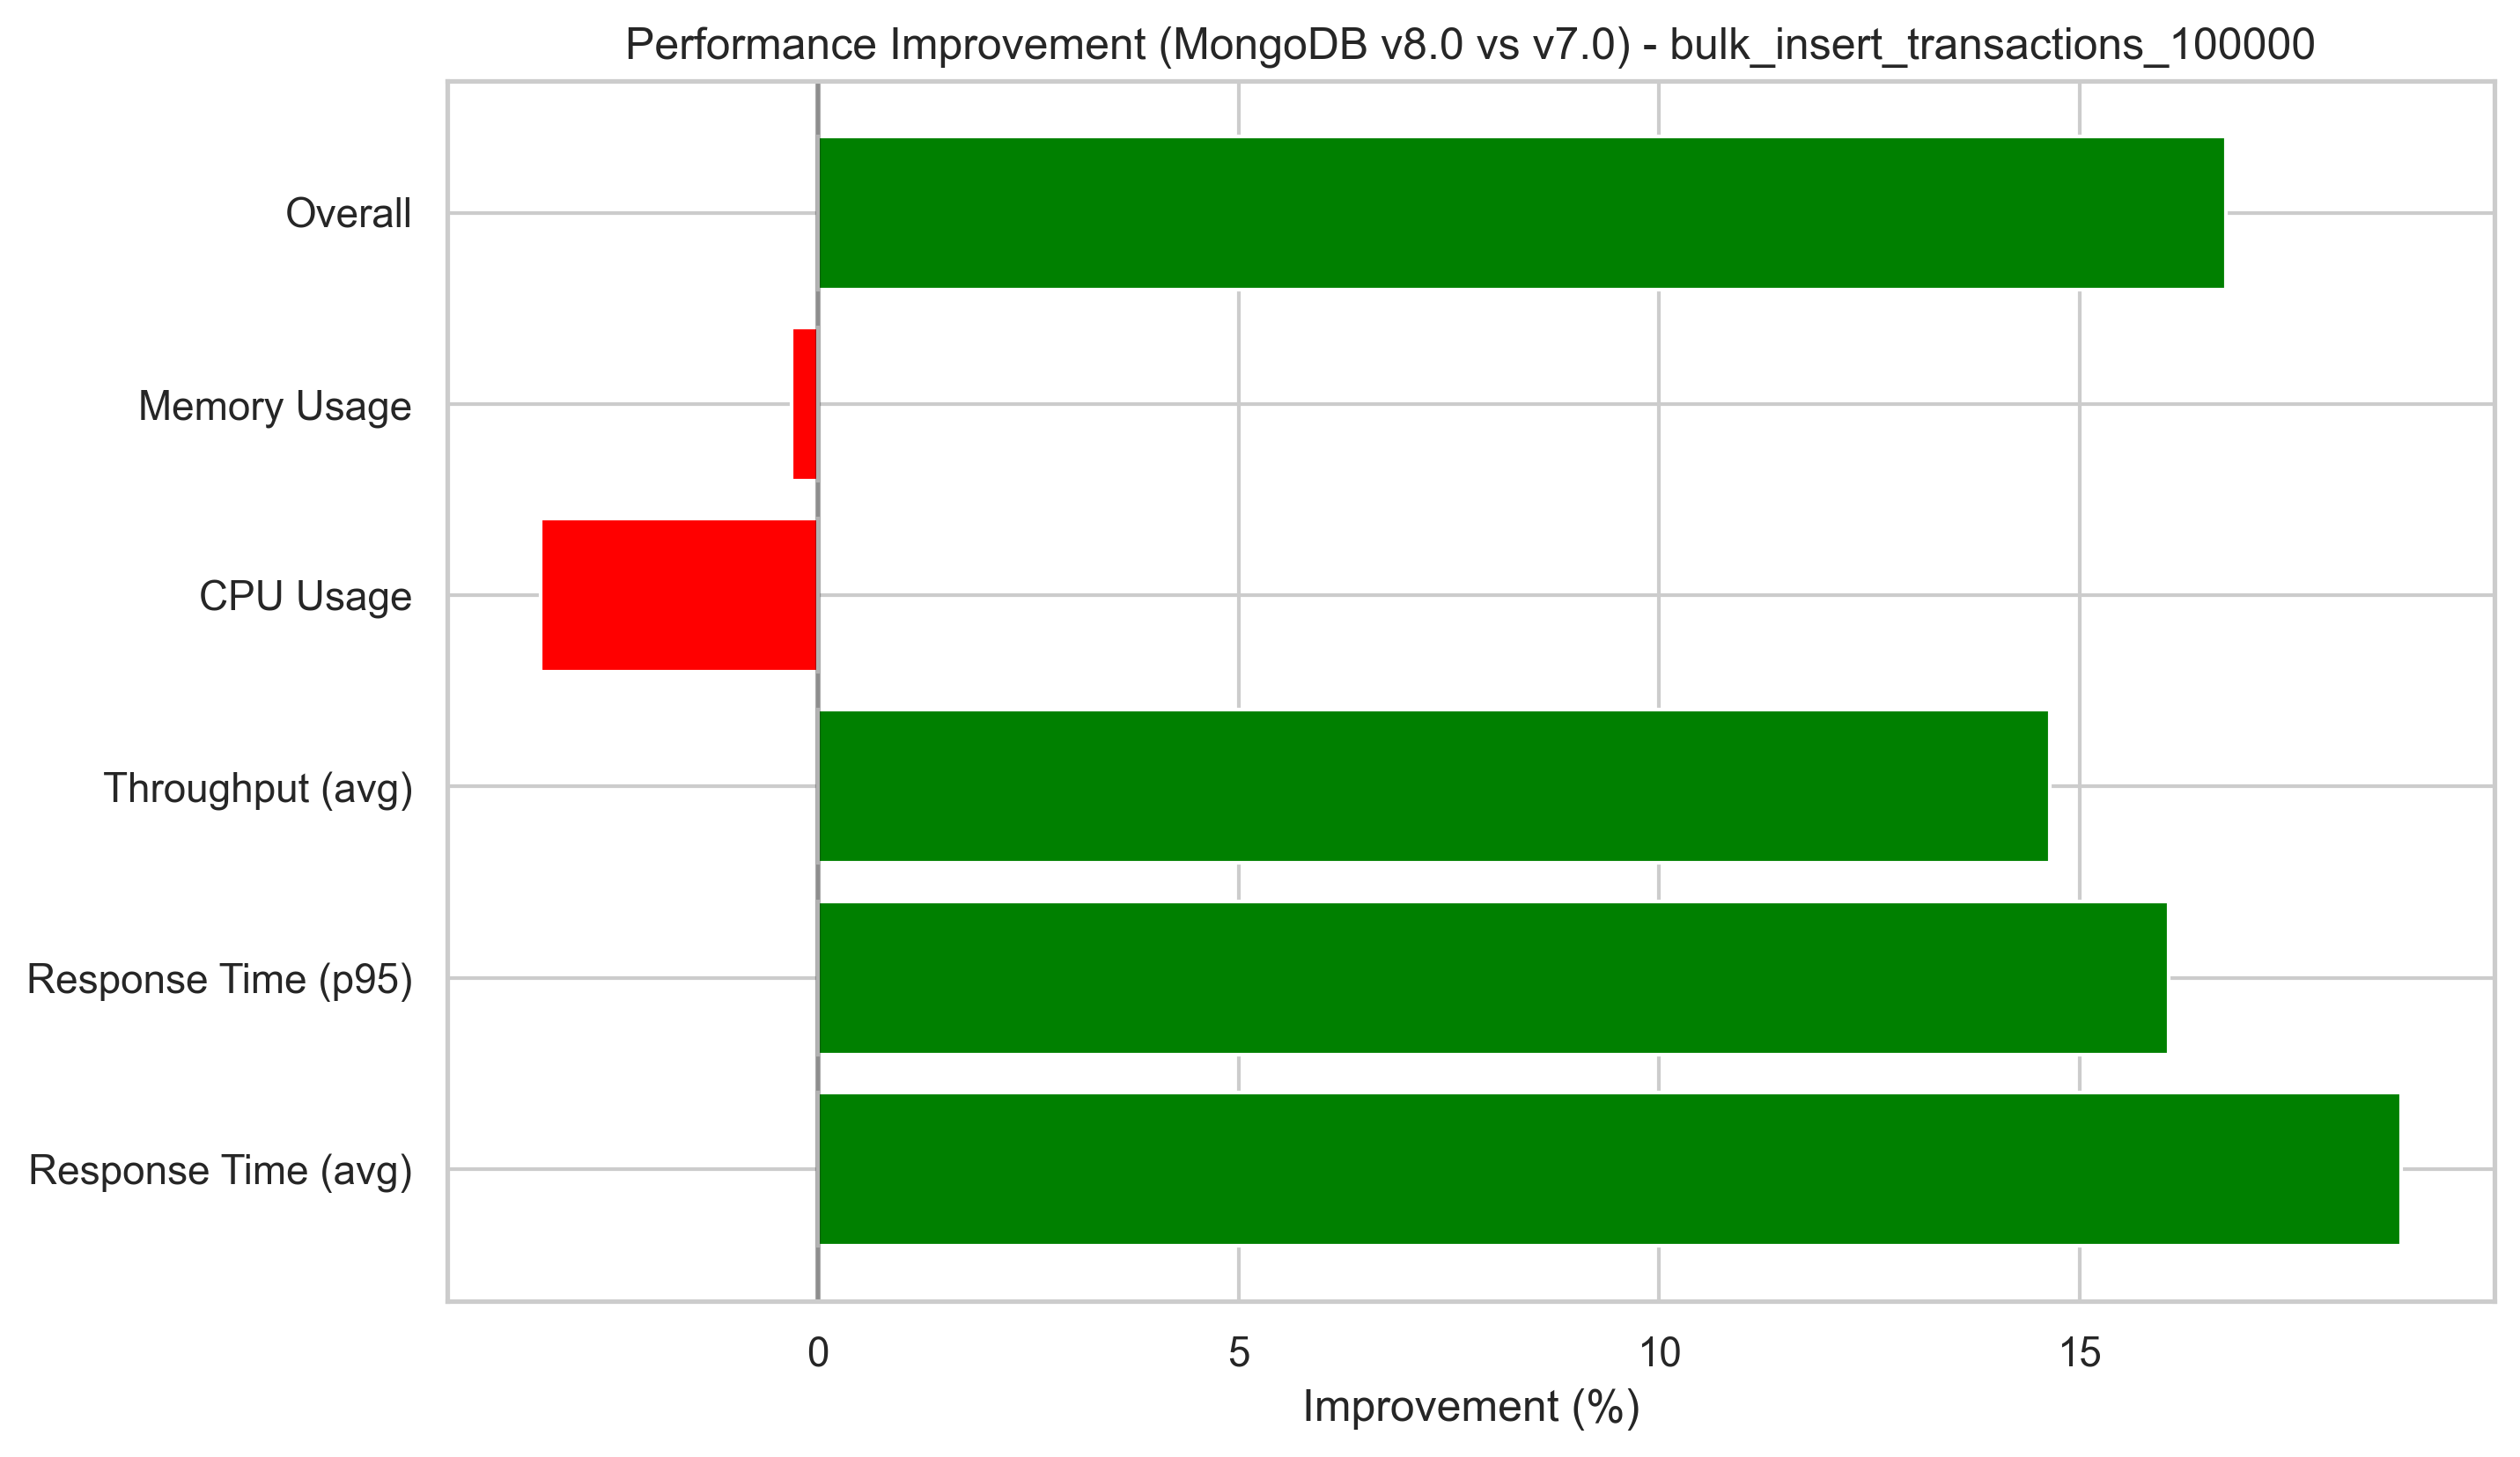 Performance Improvement (MongoDB v8.0 vs v7.0) - bulk_insert_transactions_100000
Overall
Memory Usage
CPU Usage
Throughput (avg)
Response Time (p95)
Response Time (avg)
0 5 10 15
Improvement (%)